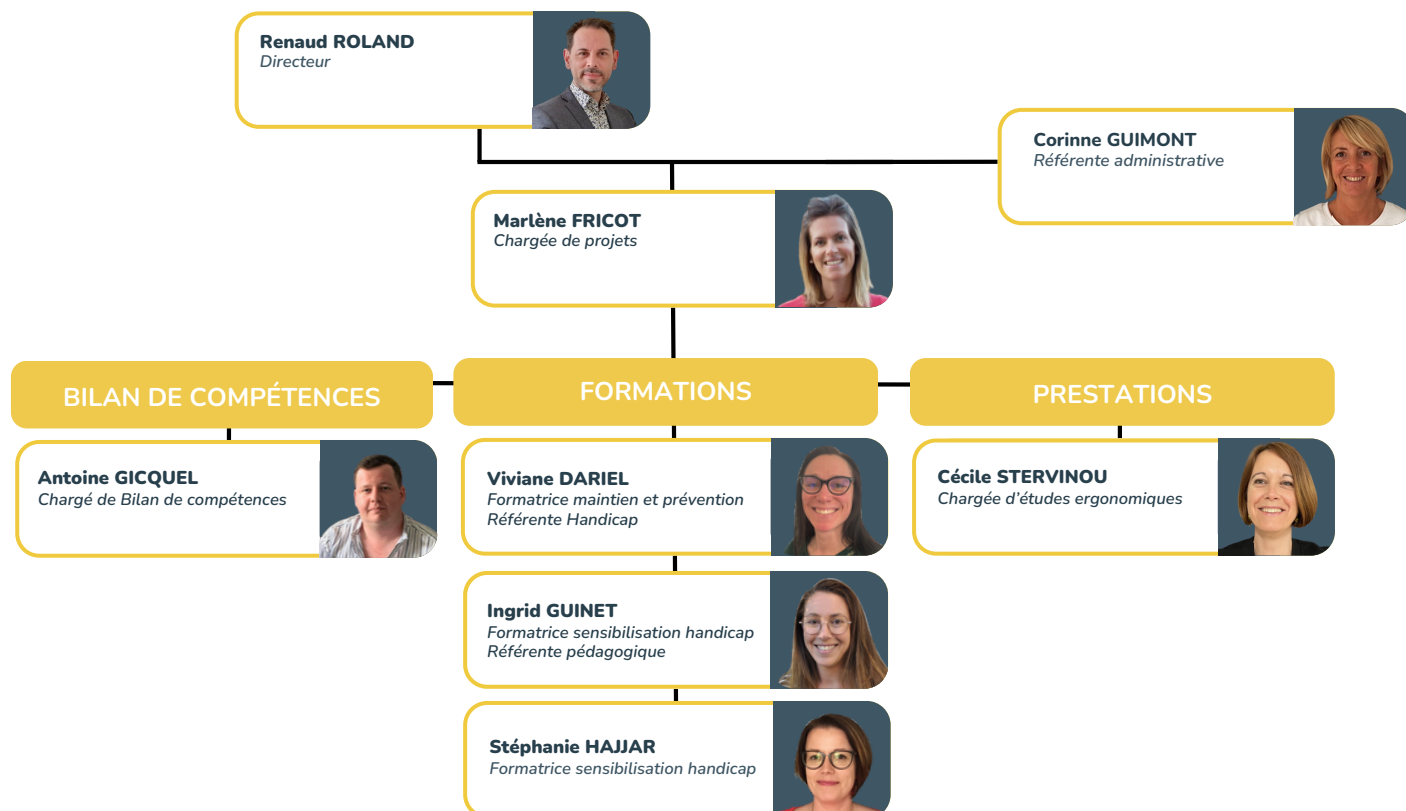 Renaud ROLAND
Directeur
Corinne GUIMONT
Référente administrative
Marlène FRICOT
Chargée de projets
BILAN DE COMPÉTENCES
FORMATIONS
PRESTATIONS
Antoine GICQUEL
Chargé de Bilan de compétences
Viviane DARIEL
Formatrice maintien et prévention
Référente Handicap
Cécile STERVINOU
Chargée d’études ergonomiques
Ingrid GUINET
Formatrice sensibilisation handicap
Référente pédagogique
Stéphanie HAJJAR
Formatrice sensibilisation handicap